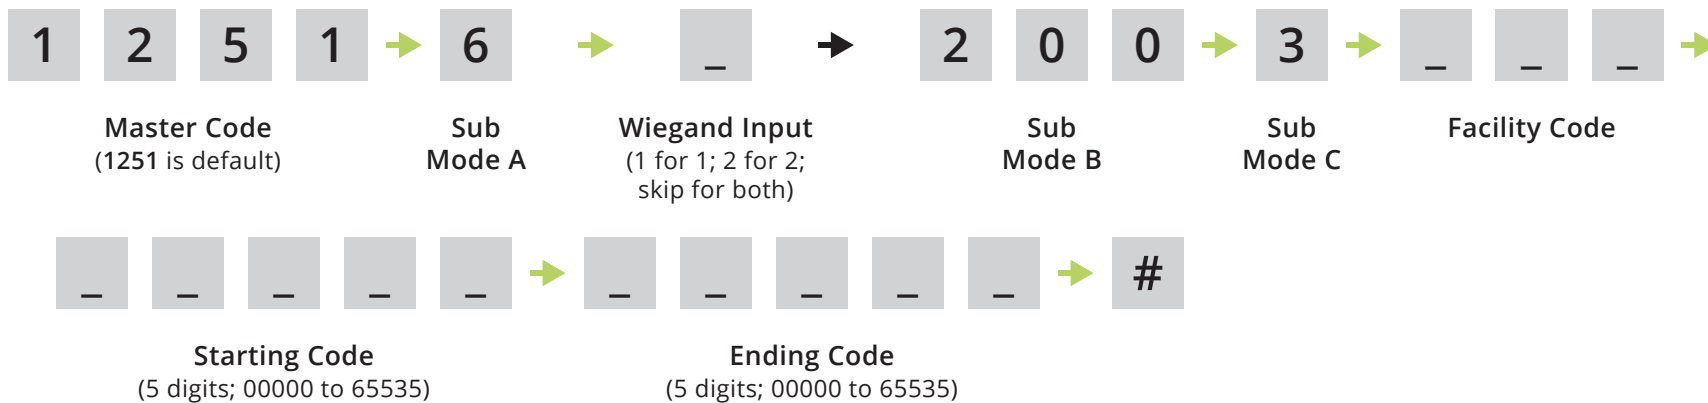 1 2 5 1 6 _ 2 0 0 3 _ _ _
Master Code Sub Wiegand Input Sub Sub Facility Code
(1251 is default) Mode A (1 for 1; 2 for 2; Mode B Mode C
skip for both)
_ _ _ _ _ _ _ _ _ _ #
Starting Code Ending Code
(5 digits; 00000 to 65535) (5 digits; 00000 to 65535)